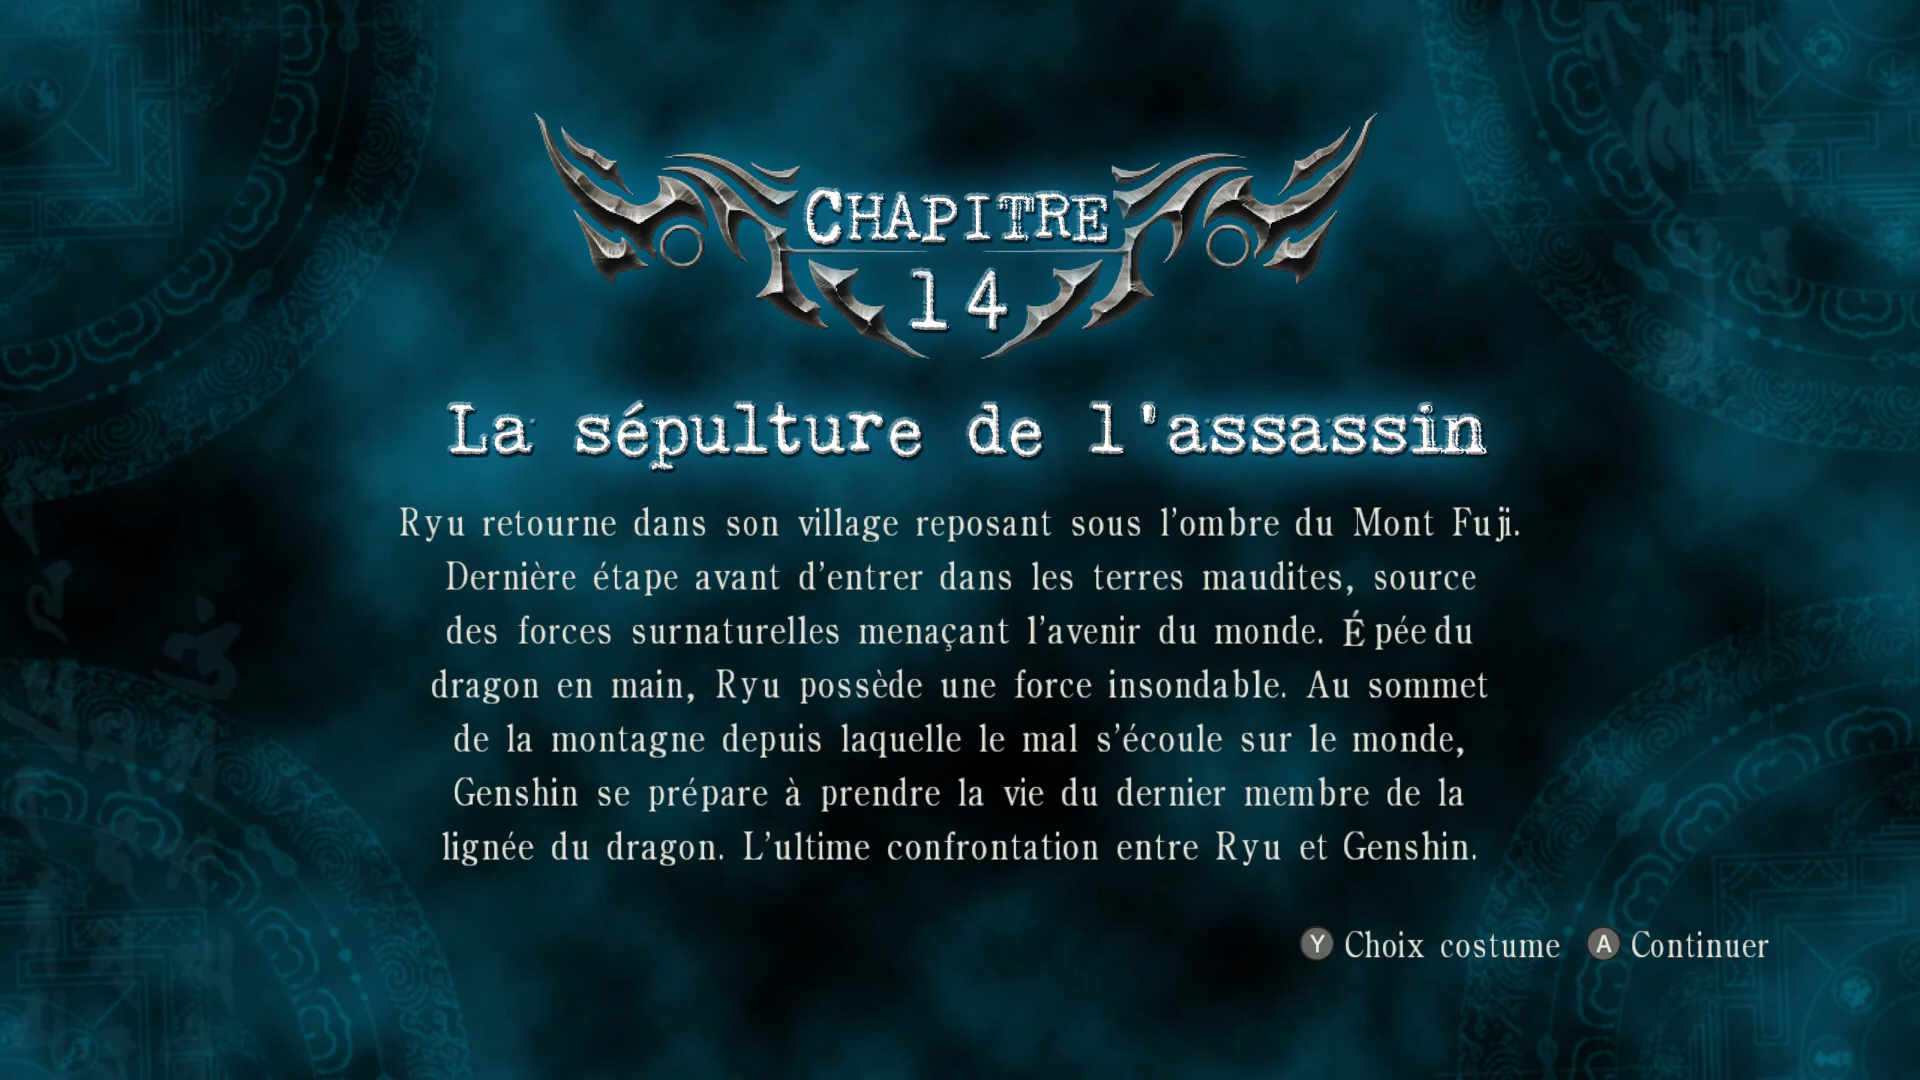 CHAPITRE
14
La sépulture de l'assassin
Ryu retourne dans son village reposant sous l'ombre du Mont Fuji.
Dernière étape avant d'entrer dans les terres maudites, source
des forces surnaturelles menaçant l'avenir du monde. Épée du
dragon en main, Ryu possède une force insondable. Au sommet
de la montagne depuis laquelle le mal s'écoule sur le monde,
Genshin se prépare à prendre la vie du dernier membre de la
lignée du dragon. L'ultime confrontation entre Ryu et Genshin.
Y Choix costume A Continuer